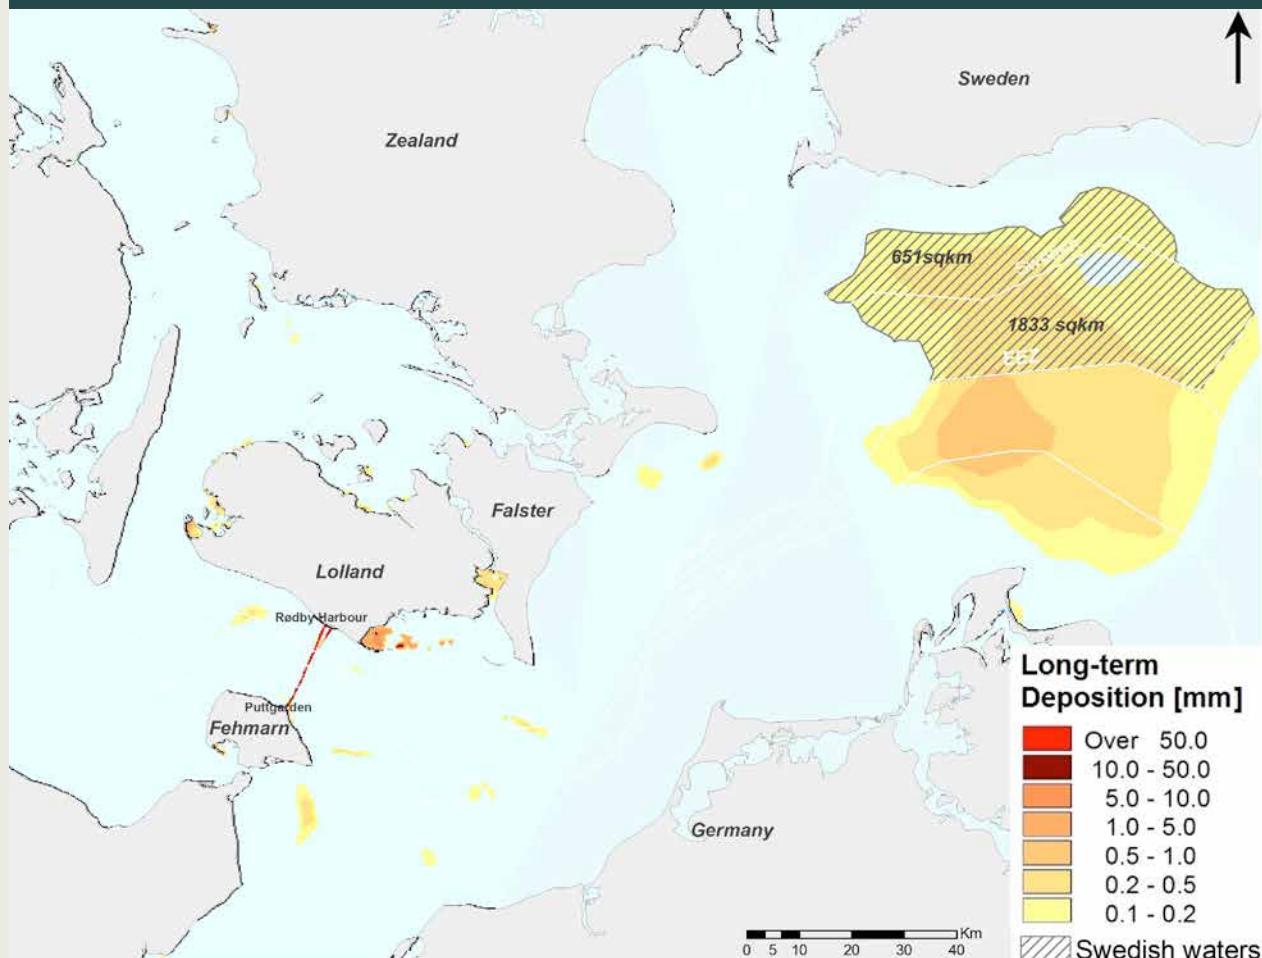 Sweden
Zealand
651sqkm
1833 sqkm
EEZ
Falster
Lolland
Rødby Harbour
Puttgarden
Fehmarn
Germany
Long-term
Deposition [mm]
Over 50.0
10.0 - 50.0
5.0 - 10.0
1.0 - 5.0
0.5 - 1.0
0.2 - 0.5
0.1 - 0.2
Swedish waters
Km
0 5 10 20 30 40